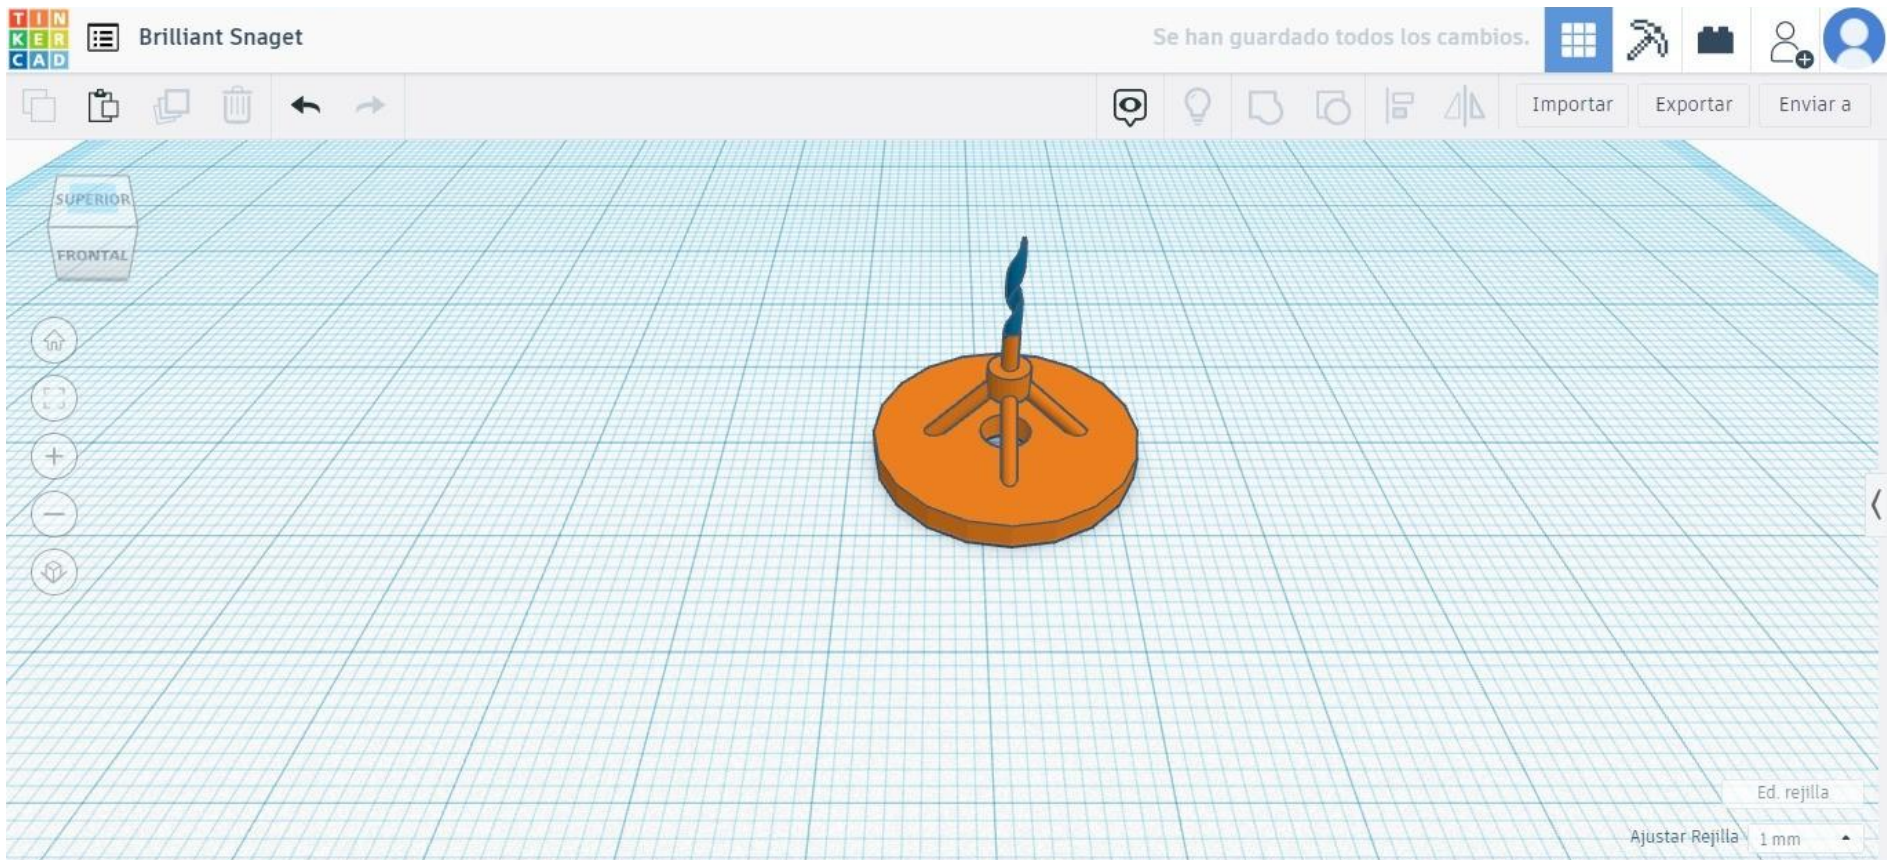 TIN
KER
CAD
Brilliant Snaget
Se han guardado todos los cambios.
Importar
Exportar
Enviar a
SUPERIOR
FRONTAL
Ed. rejilla
Ajustar Rejilla
1 mm